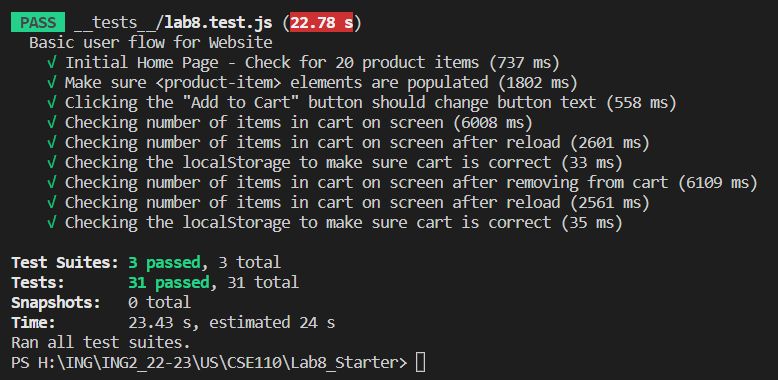 PASS __tests__/lab8.test.js (22.78 s)
Basic user flow for Website
√ Initial Home Page - Check for 20 product items (737 ms)
√ Make sure <product-item> elements are populated (1802 ms)
√ Clicking the "Add to Cart" button should change button text (558 ms)
√ Checking number of items in cart on screen (6008 ms)
√ Checking number of items in cart on screen after reload (2601 ms)
√ Checking the localStorage to make sure cart is correct (33 ms)
√ Checking number of items in cart on screen after removing from cart (6109 ms)
√ Checking number of items in cart on screen after reload (2561 ms)
√ Checking the localStorage to make sure cart is correct (35 ms)
Test Suites: 3 passed, 3 total
Tests: 31 passed, 31 total
Snapshots: 0 total
Time: 23.43 s, estimated 24 s
Ran all test suites.
PS H:\ING\ING2_22-23\US\CSE110\Lab8_Starter>